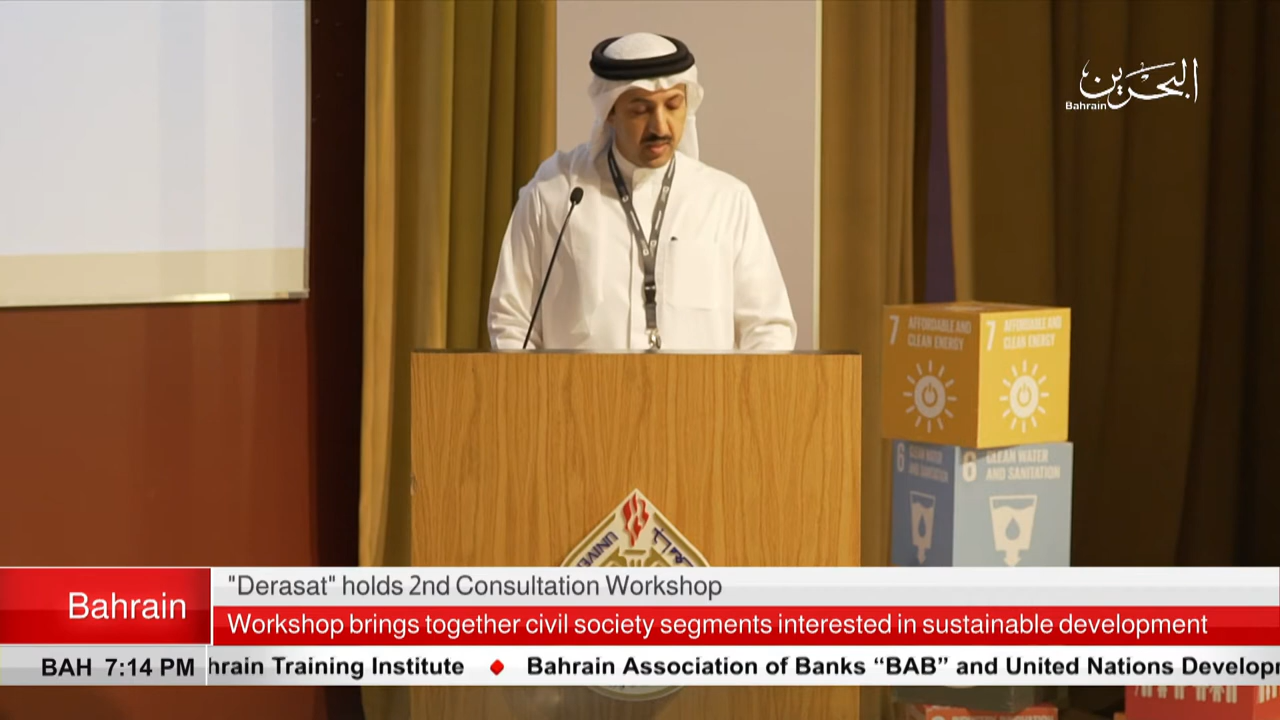 البحرين
Bahrain
7 AFFORDABLE AND
CLEAN ENERGY
7 AFFORDABLE AND
CLEAN ENERGY
6 CLEAN WATER
AND SANITATION
6 CLEAN WATER
AND SANITATION
UNIVE
"Derasat" holds 2nd Consultation Workshop
Bahrain
Workshop brings together civil society segments interested in sustainable development
BAH 7:14 PM
hrain Training Institute
Bahrain Association of Banks “BAB” and United Nations Develop